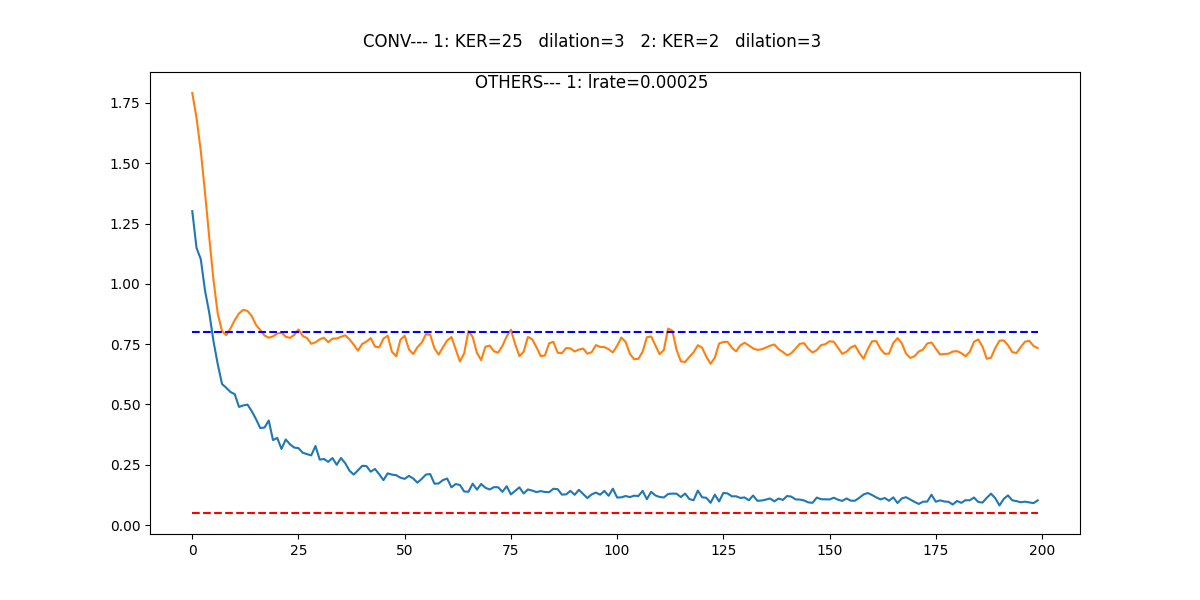 CONV--- 1: KER=25   dilation=3   2: KER=2   dilation=3
OTHERS--- 1: lrate=0.00025
1.75
1.50
1.25
1.00
0.75
0.50
0.25
0.00
0 25 50 75 100 125 150 175 200